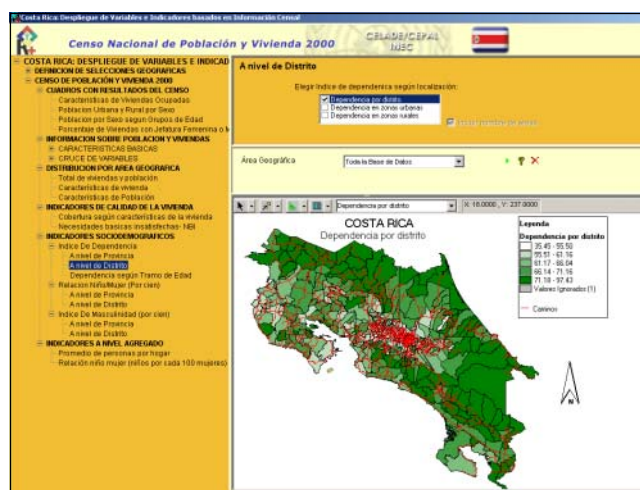 Costa Rica: Despliegue de Variables e Indicadores basados en Información Censal
Censo Nacional de Población y Vivienda 2000
CELADE/CEPAL
INEC
COSTA RICA: DESPLIEGUE DE VARIABLES E INDICAD
DEFINICION DE SELECCIONES GEOGRAFICAS
CENSO DE POBLACIÓN Y VIVIENDA 2000
CUADROS CON RESULTADOS DEL CENSO
Características de Viviendas Ocupadas
Poblacion Urbana y Rural por Sexo
Población por Sexo segun Grupos de Edad
Porcentaje de Viviendas con Jefatura Femenina o M
INFORMACION SOBRE POBLACION Y VIVIENDAS
CARACTERISTICAS BASICAS
CRUCE DE VARIABLES
DISTRIBUCION POR AREA GEOGRAFICA
Total de viviendas y población
Características de vivienda
Características de Población
INDICADORES DE CALIDAD DE LA VIVIENDA
Cobertura según características de la vivienda
Necesidades basicas insatisfechas- NBI
INDICADORES SOCIODEMOGRAFICOS
Indice De Dependencia
A nivel de Provincia
A nivel de Distrito
Dependencia según Tramo de Edad
Relación Niño/Mujer (Por cien)
A nivel de Provincia
A nivel de Distrito
Indice De Masculinidad (por cien)
A nivel de Provincia
A nivel de Distrito
INDICADORES A NIVEL AGREGADO
Promedio de personas por hogar
Relación niño mujer (niños por cada 100 mujeres)
A nivel de Distrito
Elegir Indice de dependencia según localización:
Dependencia por distrito
Dependencia en zonas urbanas
Dependencia en zonas rurales
Área Geográfica
Toda la Base de Datos
Dependencia por distrito
X: 16.0000 , Y: 237.0000
COSTA RICA
Dependencia por distrito
Leyenda
Dependencia por distrito
35.45 - 55.50
55.51 - 61.16
61.17 - 66.04
66.14 - 71.16
71.18 - 97.43
Valores Ignorados (1)
Caminos
N